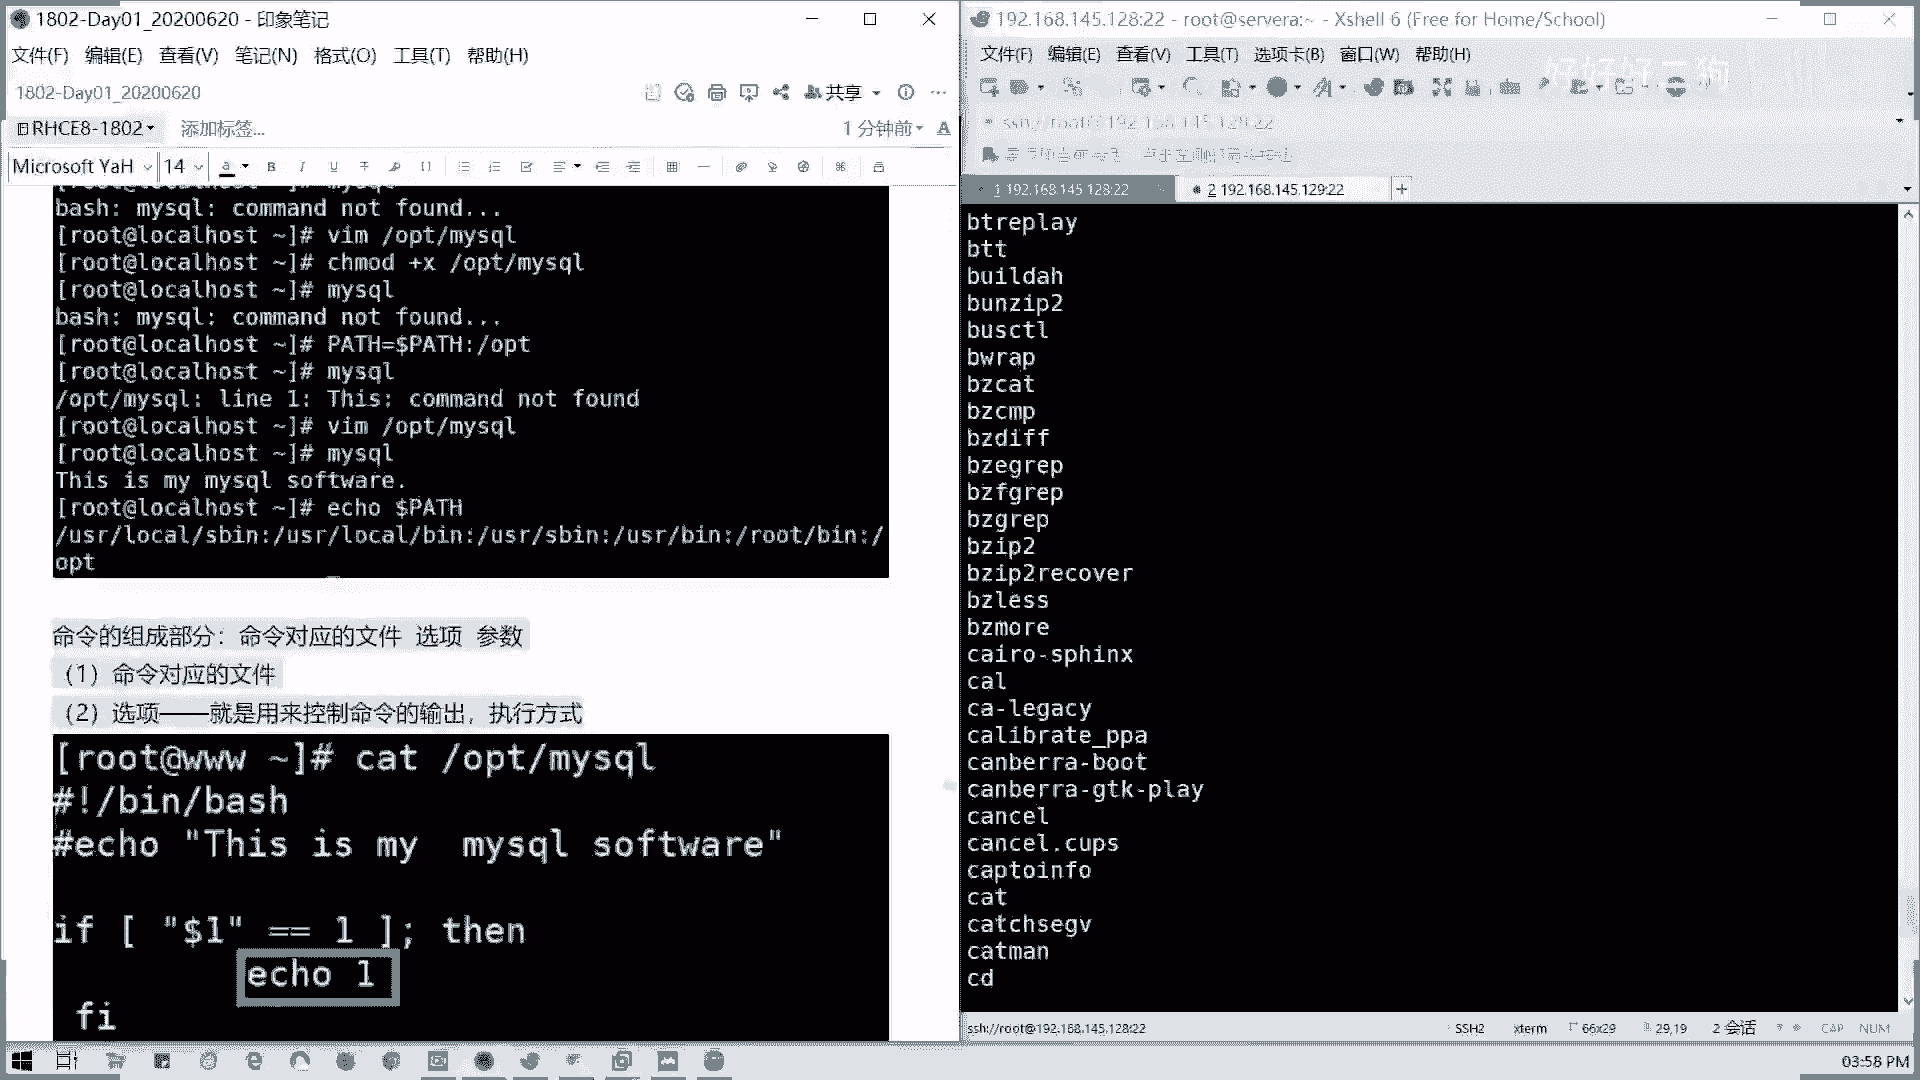 1802-Day01_20200620 - 印象笔记
文件(F) 编辑(E) 查看(V) 笔记(N) 格式(O) 工具(T) 帮助(H)
1802-Day01_20200620
共享
RHCE8-1802
添加标签...
1 分钟前
Microsoft YaH
14
bash: mysql: command not found...
[root@localhost ~]# vim /opt/mysql
[root@localhost ~]# chmod +x /opt/mysql
[root@localhost ~]# mysql
bash: mysql: command not found...
[root@localhost ~]# PATH=$PATH:/opt
[root@localhost ~]# mysql
/opt/mysql: line 1: This: command not found
[root@localhost ~]# vim /opt/mysql
[root@localhost ~]# mysql
This is my mysql software.
[root@localhost ~]# echo $PATH
/usr/local/sbin:/usr/local/bin:/usr/sbin:/usr/bin:/root/bin:/
opt
命令的组成部分：命令对应的文件 选项 参数
（1）命令对应的文件
（2）选项——就是用来控制命令的输出，执行方式
[root@www ~]# cat /opt/mysql
#!/bin/bash
#echo "This is my  mysql software"
if [ "$1" == 1 ]; then
echo 1
fi
192.168.145.128:22 - root@servera:~ - Xshell 6 (Free for Home/School)
文件(F) 编辑(E) 查看(V) 工具(T) 选项卡(B) 窗口(W) 帮助(H)
好好好二狗
ssh://root@192.168.145.128:22
1 192.168.145.128:22
2 192.168.145.129:22
btreplay
btt
buildah
bunzip2
busctl
bwrap
bzcat
bzcmp
bzdiff
bzegrep
bzfgrep
bzgrep
bzip2
bzip2recover
bzless
bzmore
cairo-sphinx
cal
ca-legacy
calibrate_ppa
canberra-boot
canberra-gtk-play
cancel
cancel.cups
captoinfo
cat
catchsegv
catman
cd
ssh://root@192.168.145.128:22
SSH2
xterm
66x29
29,19
2 会话
CAP NUM
03:58 PM